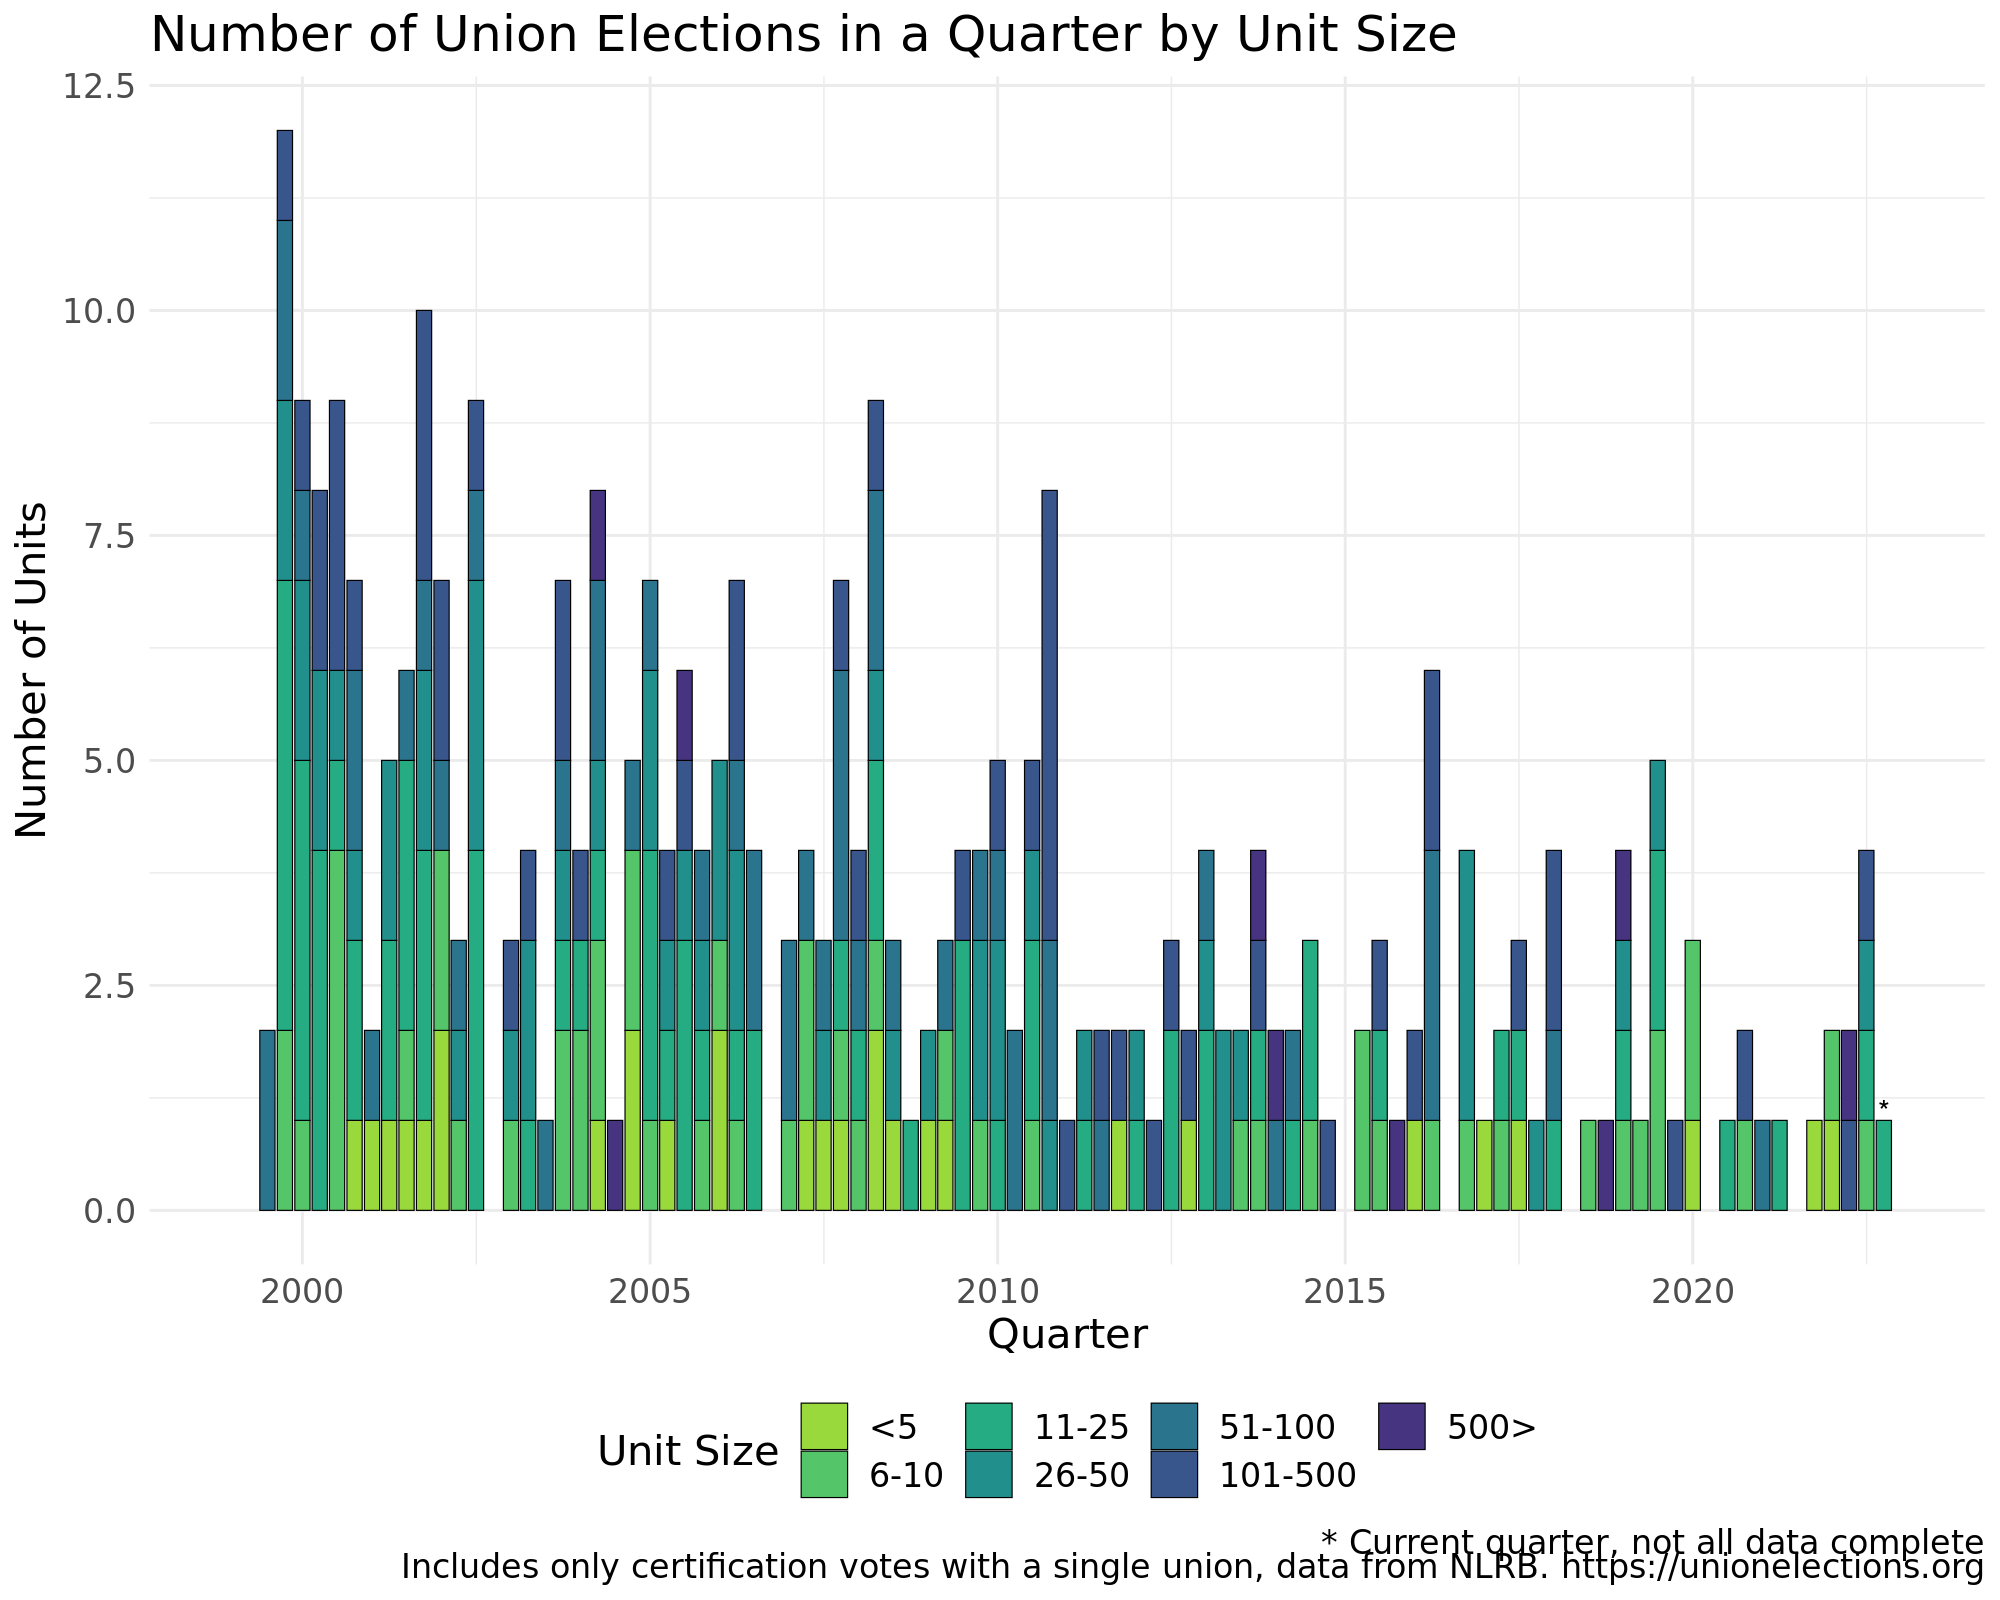 Number of Union Elections in a Quarter by Unit Size
12.5
10.0
7.5
5.0
2.5
0.0
Number of Units
*
2000 2005 2010 2015 2020
Quarter
Unit Size
<5 11-25 51-100 500>
6-10 26-50 101-500
* Current quarter, not all data complete
Includes only certification votes with a single union, data from NLRB. https://unionelections.org